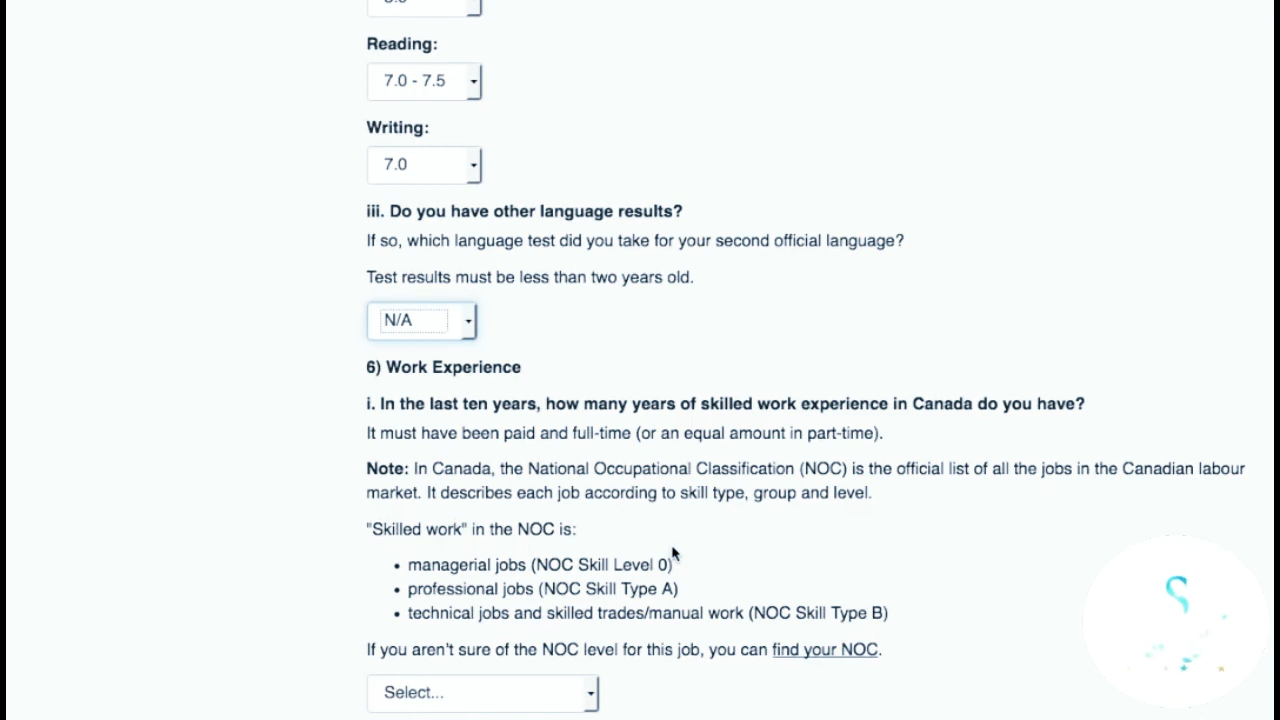 Reading:
7.0 - 7.5
Writing:
7.0
iii. Do you have other language results?
If so, which language test did you take for your second official language?
Test results must be less than two years old.
N/A
6) Work Experience
i. In the last ten years, how many years of skilled work experience in Canada do you have?
It must have been paid and full-time (or an equal amount in part-time).
Note: In Canada, the National Occupational Classification (NOC) is the official list of all the jobs in the Canadian labour
market. It describes each job according to skill type, group and level.
"Skilled work" in the NOC is:
• managerial jobs (NOC Skill Level 0)
• professional jobs (NOC Skill Type A)
• technical jobs and skilled trades/manual work (NOC Skill Type B)
If you aren't sure of the NOC level for this job, you can find your NOC.
Select...